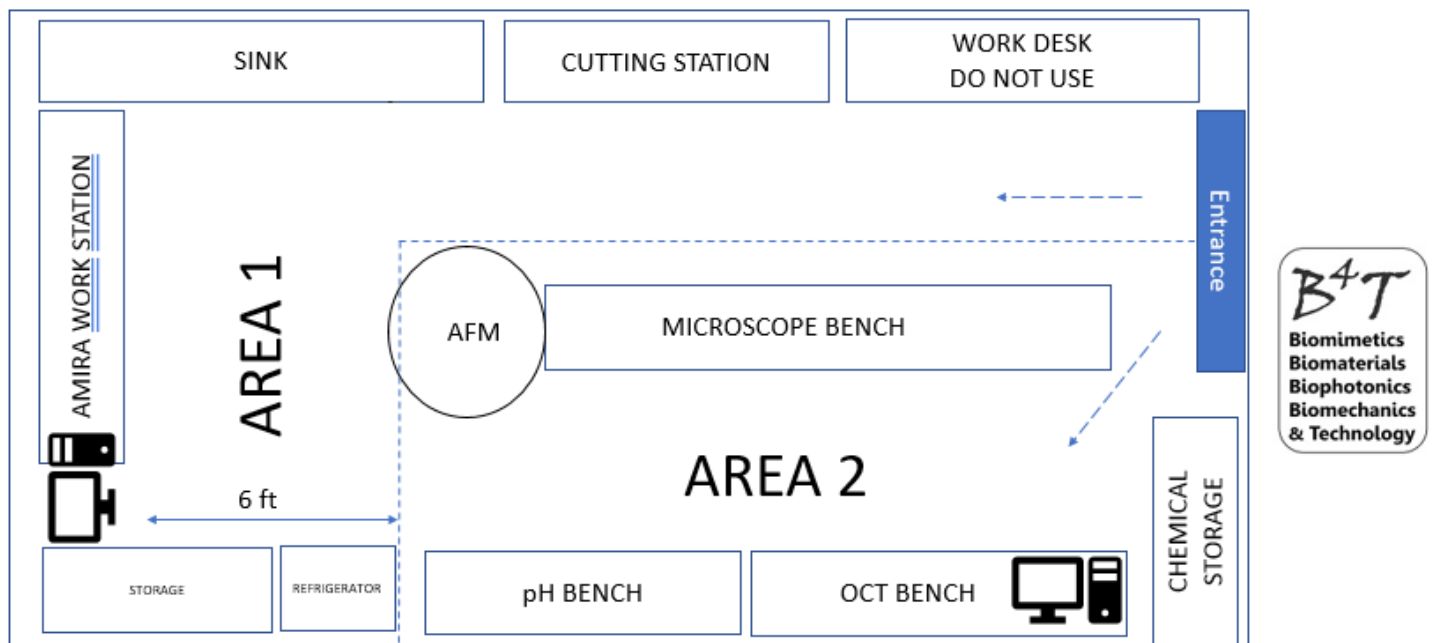 SINK
CUTTING STATION
WORK DESK
DO NOT USE
AMIRA WORK STATION
AREA 1
Entrance
AFM
MICROSCOPE BENCH
B⁴T
Biomimetics
Biomaterials
Biophotonics
Biomechanics
& Technology
AREA 2
6 ft
CHEMICAL
STORAGE
STORAGE
REFRIGERATOR
pH BENCH
OCT BENCH